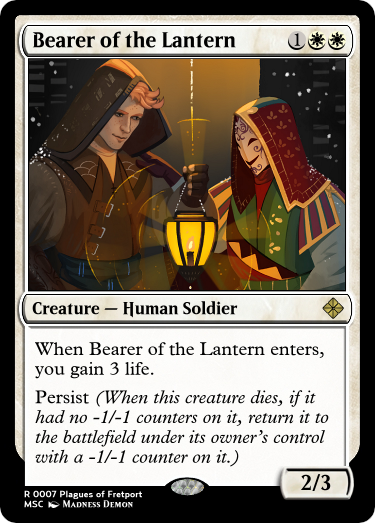 Bearer of the Lantern 1
Creature — Human Soldier
When Bearer of the Lantern enters,
you gain 3 life.
Persist (When this creature dies, if it
had no -1/-1 counters on it, return it to
the battlefield under its owner's control
with a -1/-1 counter on it.)
2/3
R 0007 Plagues of Fretport
MSC Madness Demon